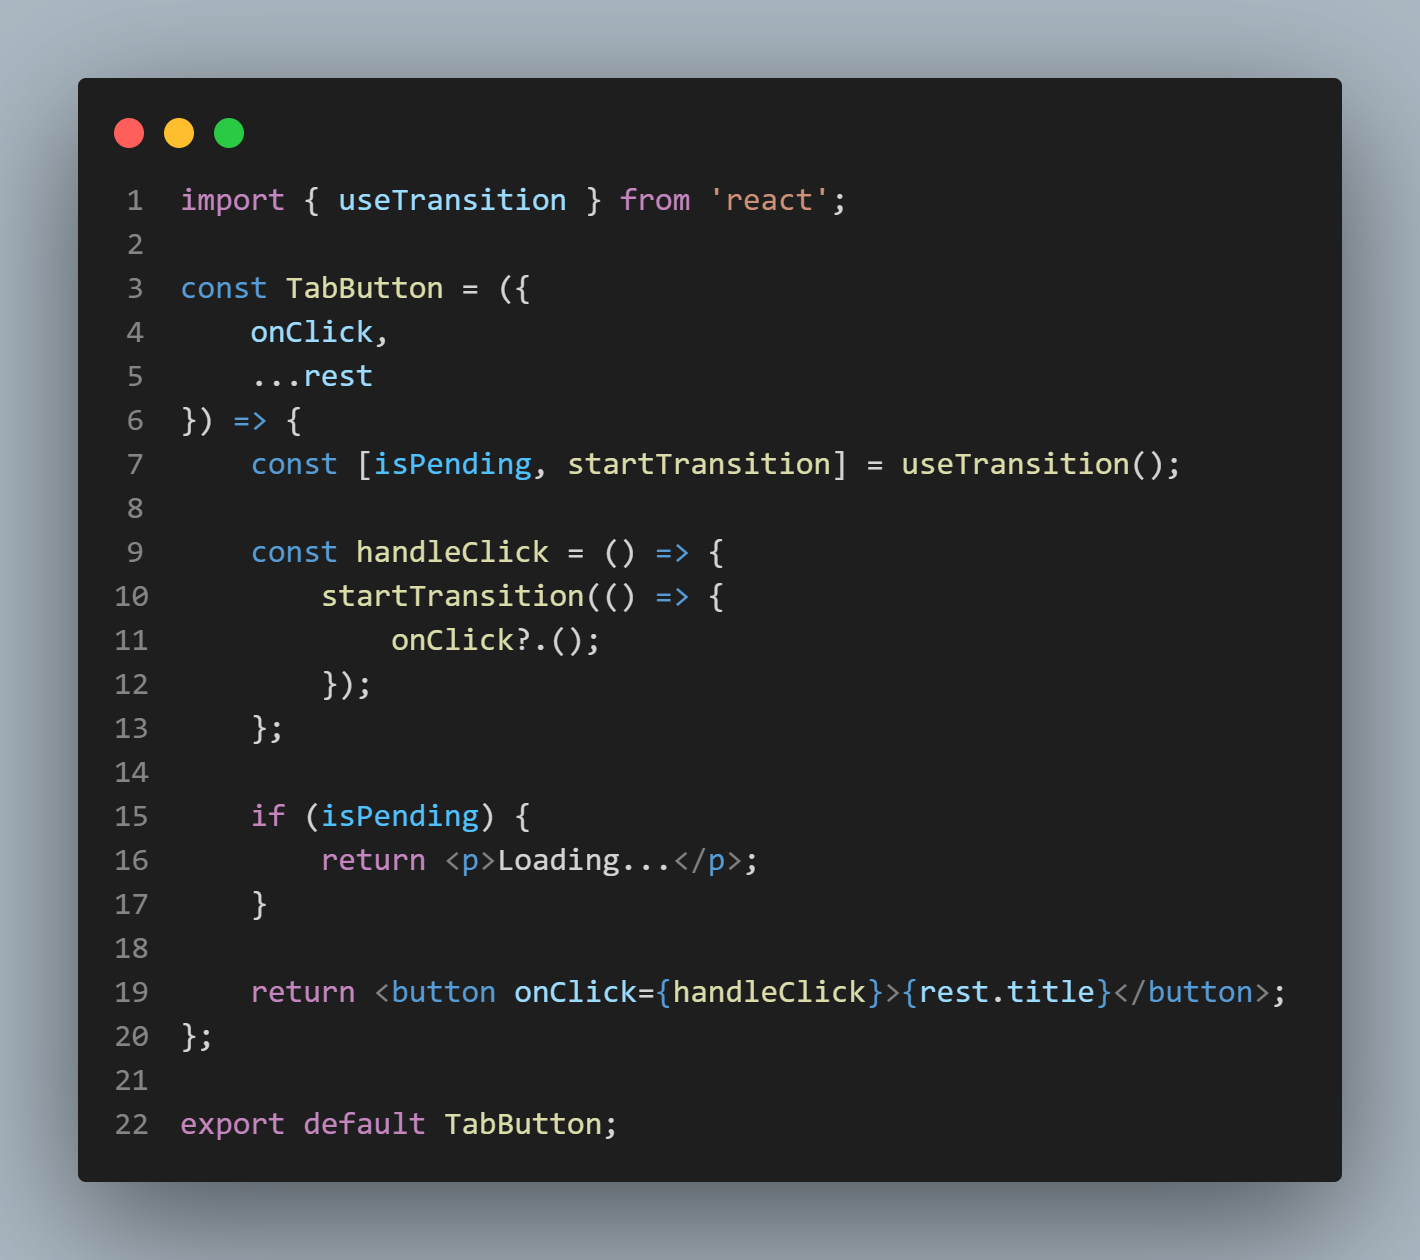 1 import { useTransition } from 'react';
2
3 const TabButton = ({
4     onClick,
5     ...rest
6 }) => {
7     const [isPending, startTransition] = useTransition();
8
9     const handleClick = () => {
10         startTransition(() => {
11             onClick?.();
12         });
13     };
14
15     if (isPending) {
16         return <p>Loading...</p>;
17     }
18
19     return <button onClick={handleClick}>{rest.title}</button>;
20 };
21
22 export default TabButton;